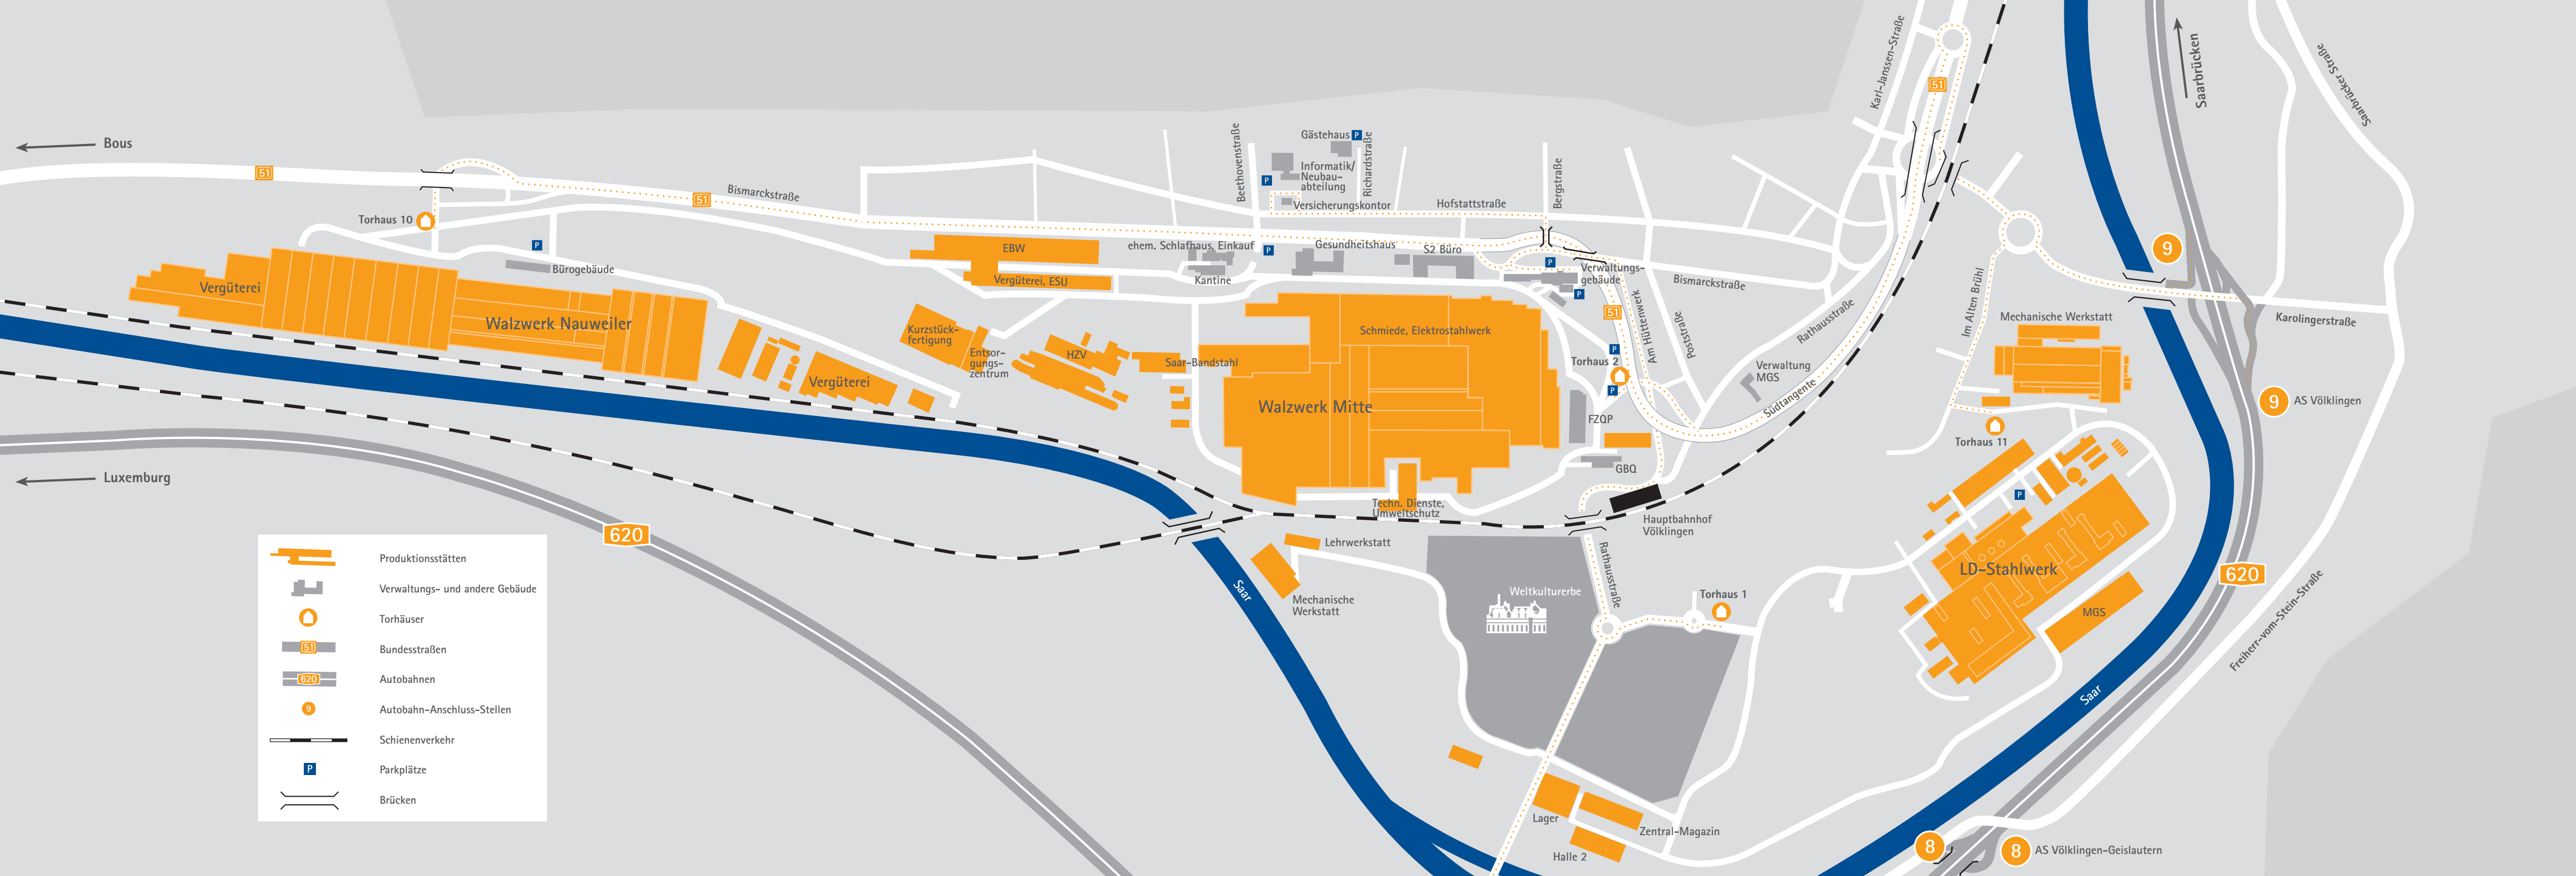 Bous
51
Torhaus 10
51
Bismarckstraße
P
Bürogebäude
Vergüterei
Walzwerk Nauweiler
Vergüterei
EBW
Vergüterei, ESU
Kurzstück-
fertigung
Entsor-
gungs-
zentrum
HZV
Saar-Bandstahl
Beethovenstraße
Gästehaus
P
Informatik/
Neubau-
abteilung
P
Richardstraße
Versicherungskontor
Hofstattstraße
Bergstraße
ehem. Schlafhaus, Einkauf
P
Kantine
Gesundheitshaus
S2 Büro
P
Verwaltungs-
gebäude
P
51
Am Hüttenwerk
Poststraße
Bismarckstraße
Rathausstraße
Karl-Janssen-Straße
51
Schmiede, Elektrostahlwerk
Walzwerk Mitte
P
Torhaus 2
P
FZQP
GBQ
Verwaltung
MGS
Südtangente
Techn. Dienste,
Umweltschutz
Hauptbahnhof
Völklingen
Lehrwerkstatt
Mechanische
Werkstatt
Saar
Weltkulturerbe
Rathausstraße
Torhaus 1
Lager
Zentral-Magazin
Halle 2
Saarbrücken
Saarbrücker Straße
9
Im Alten Brühl
Mechanische Werkstatt
Karolingerstraße
9
AS Völklingen
Torhaus 11
P
LD-Stahlwerk
MGS
620
Freiherr-vom-Stein-Straße
Saar
8
8
AS Völklingen-Geislautern
Luxemburg
620
Produktionsstätten
Verwaltungs- und andere Gebäude
Torhäuser
51
Bundesstraßen
620
Autobahnen
9
Autobahn-Anschluss-Stellen
Schienenverkehr
P
Parkplätze
Brücken